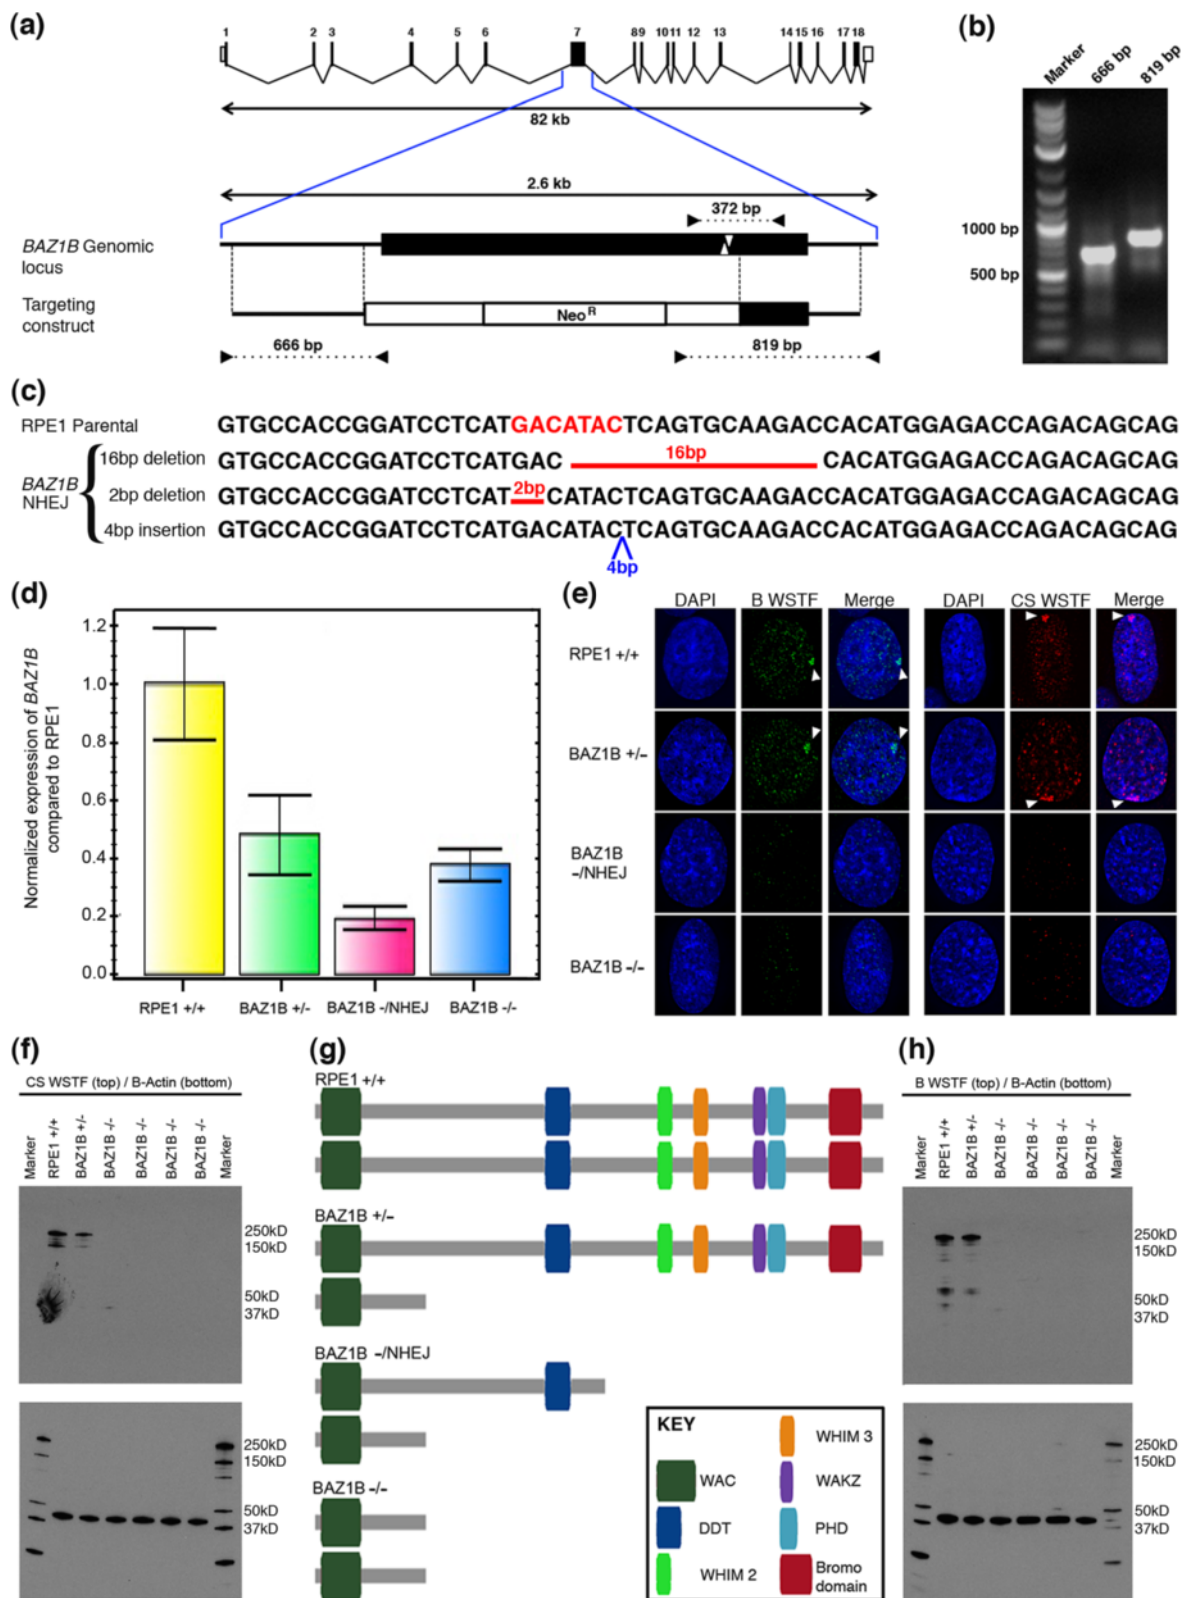 (a)
1 2 3 4 5 6 7 8 9 10 11 12 13 14 15 16 17 18
82 kb
2.6 kb
372 bp
BAZ1B Genomic
locus
Targeting
construct
Neo R
666 bp
819 bp
(b)
Marker
666 bp
819 bp
1000 bp
500 bp
(c)
RPE1 Parental
GTGCCACCGGATCCTCATGACATACTCAGTGCAAGACCACATGGAGACCAGACAGCAG
BAZ1B
NHEJ
16bp deletion
GTGCCACCGGATCCTCATGAC 16bp CACATGGAGACCAGACAGCAG
2bp deletion
GTGCCACCGGATCCTCAT 2bp CATACTCAGTGCAAGACCACATGGAGACCAGACAGCAG
4bp insertion
GTGCCACCGGATCCTCATGACATACTCAGTGCAAGACCACATGGAGACCAGACAGCAG
4bp
(d)
Normalized expression of BAZ1B
compared to RPE1
1.2
1.0
0.8
0.6
0.4
0.2
0.0
RPE1 +/+
BAZ1B +/-
BAZ1B -/NHEJ
BAZ1B -/-
(e)
DAPI B WSTF Merge DAPI CS WSTF Merge
RPE1 +/+
BAZ1B +/-
BAZ1B
-/NHEJ
BAZ1B -/-
(f)
CS WSTF (top) / B-Actin (bottom)
Marker
RPE1 +/+
BAZ1B +/-
BAZ1B -/-
BAZ1B -/-
BAZ1B -/-
BAZ1B -/-
Marker
250kD
150kD
50kD
37kD
250kD
150kD
50kD
37kD
(g)
RPE1 +/+
BAZ1B +/-
BAZ1B -/NHEJ
BAZ1B -/-
KEY
WAC
DDT
WHIM 2
WHIM 3
WAKZ
PHD
Bromo
domain
(h)
B WSTF (top) / B-Actin (bottom)
Marker
RPE1 +/+
BAZ1B +/-
BAZ1B -/-
BAZ1B -/-
BAZ1B -/-
BAZ1B -/-
Marker
250kD
150kD
50kD
37kD
250kD
150kD
50kD
37kD